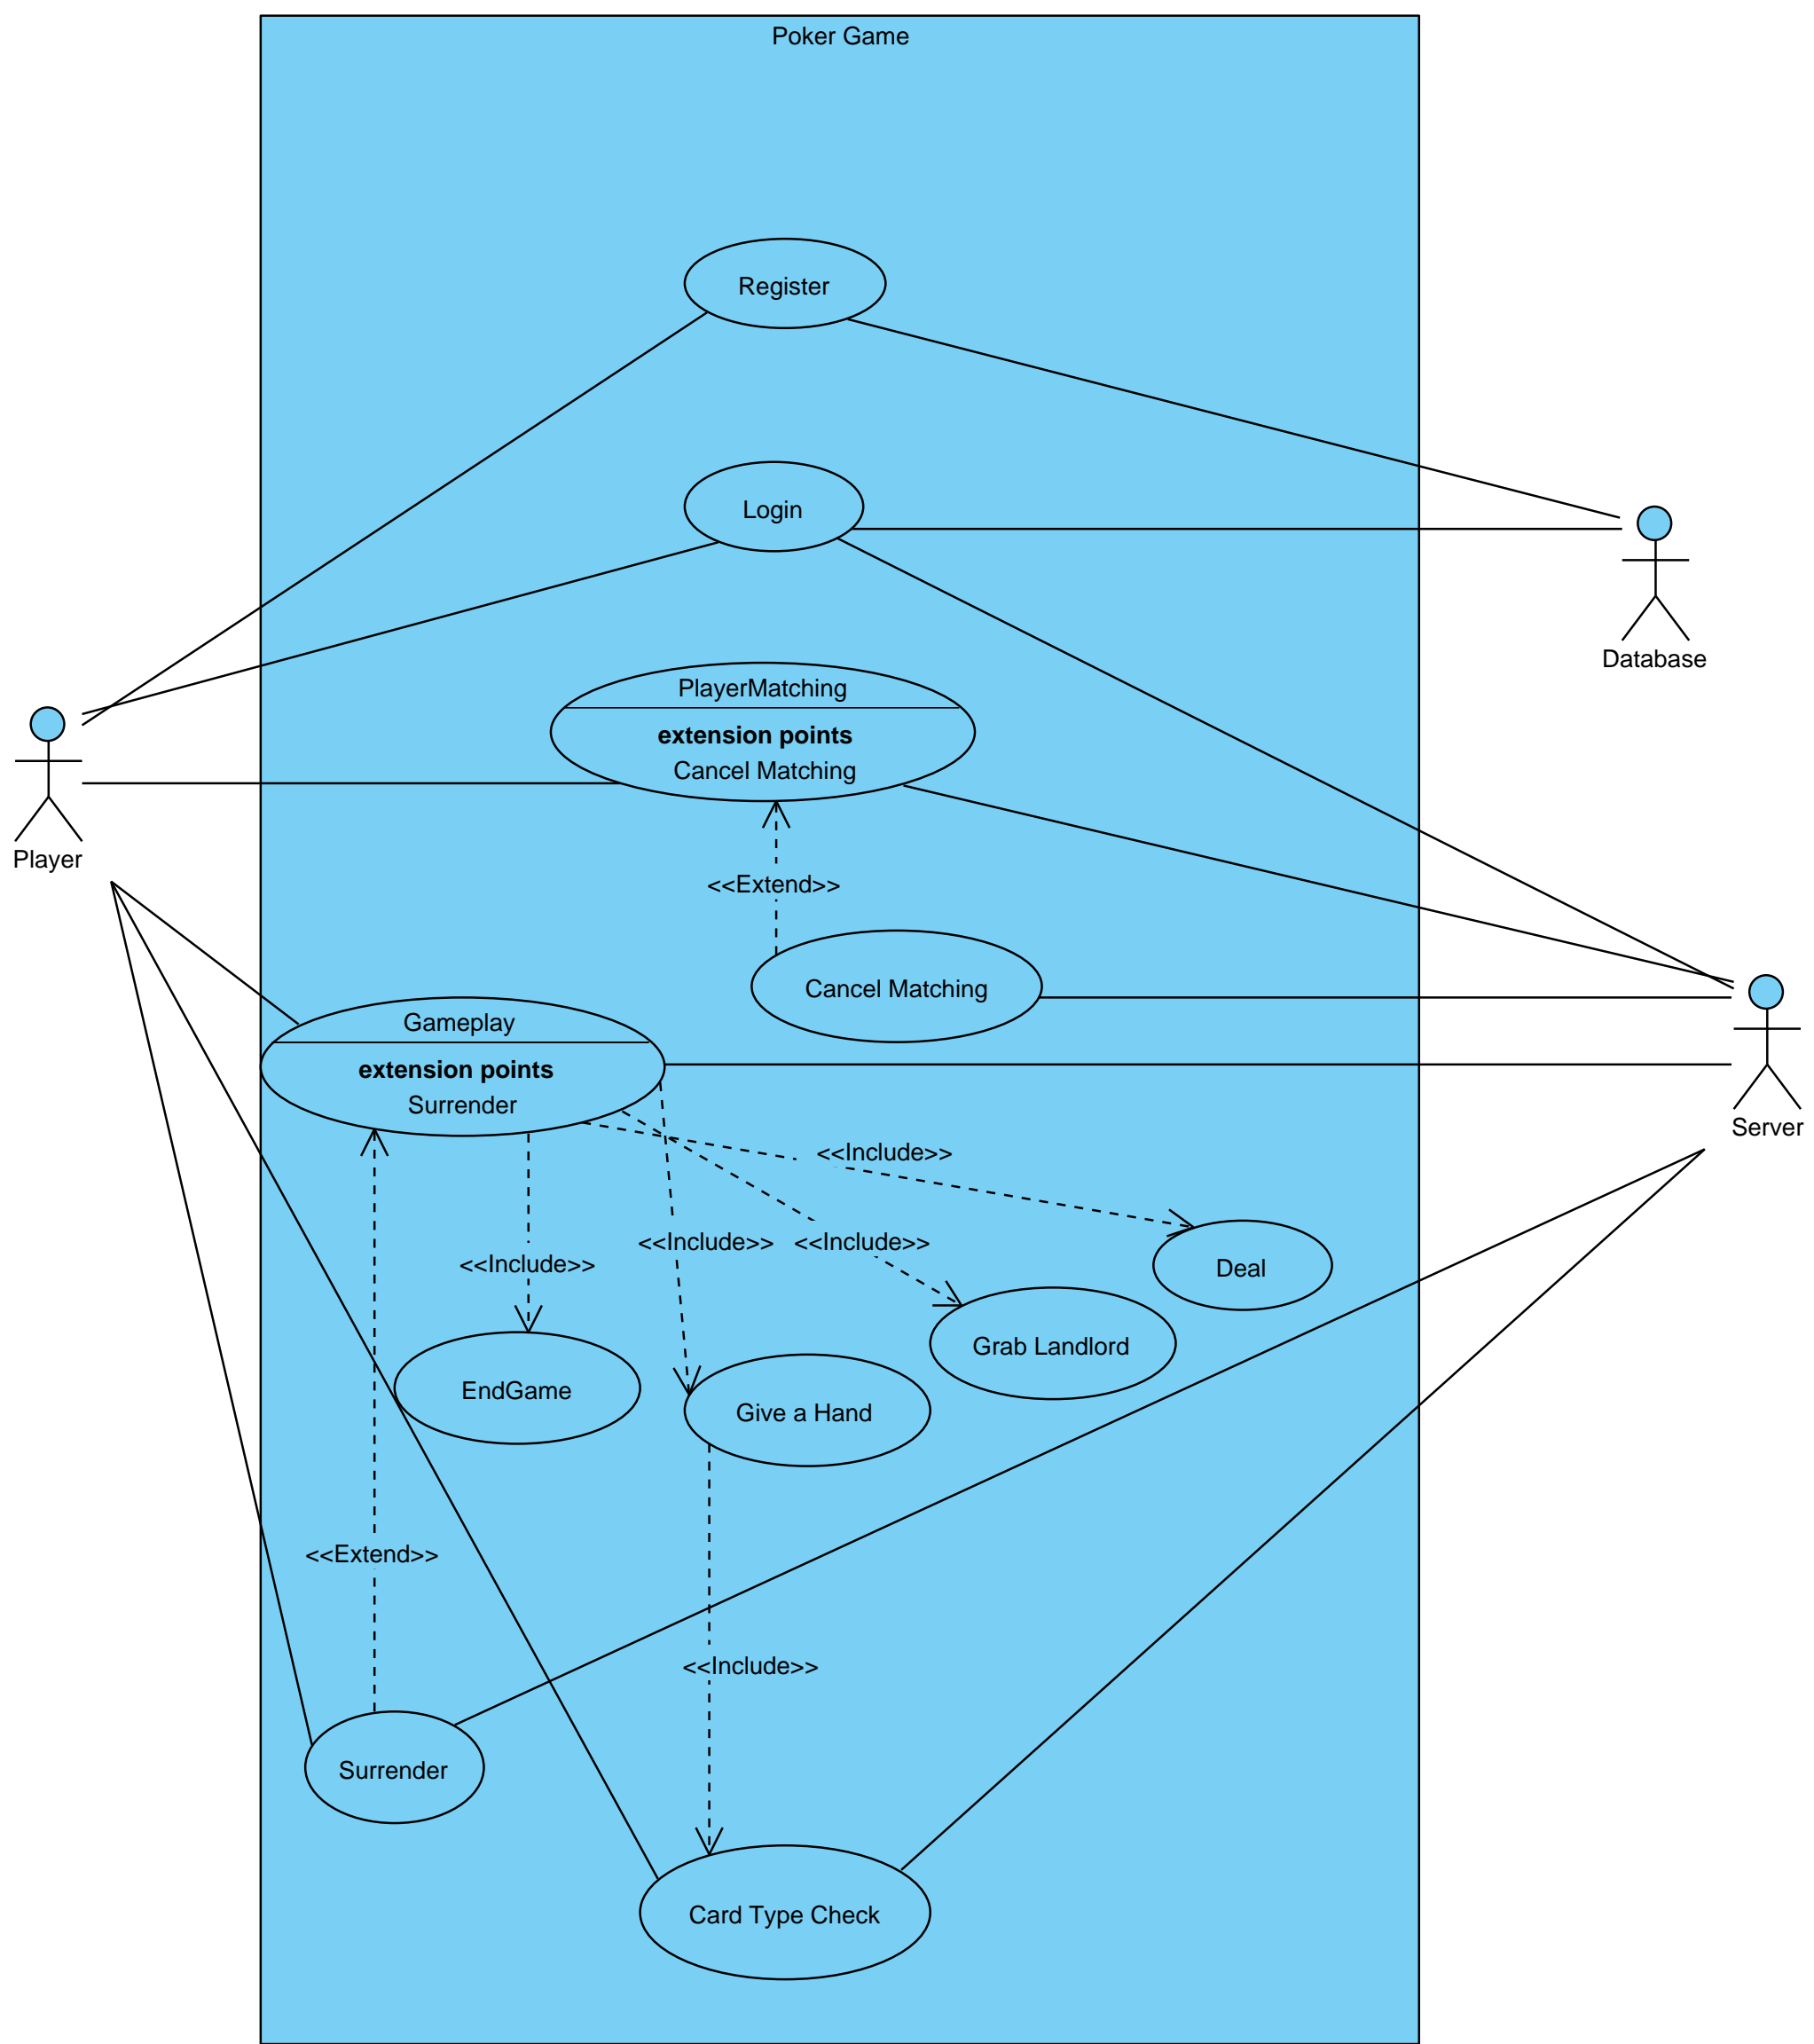 Poker Game
Register
Login
Database
PlayerMatching
extension points
Cancel Matching
Player
<<Extend>>
Cancel Matching
Gameplay
extension points
Surrender
Server
<<Include>>
<<Include>>
<<Include>>
<<Include>>
Deal
Grab Landlord
EndGame
Give a Hand
<<Extend>>
<<Include>>
Surrender
Card Type Check